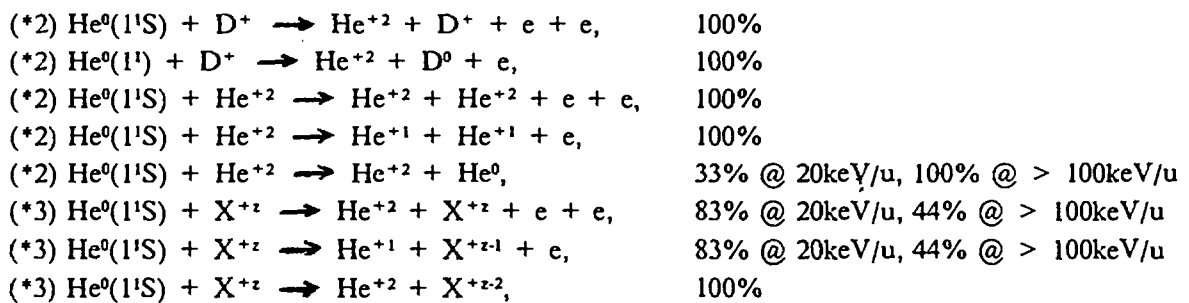 (*2) He⁰(1¹S) + D⁺ → He⁺² + D⁺ + e + e, 100%
(*2) He⁰(1¹) + D⁺ → He⁺² + D⁰ + e, 100%
(*2) He⁰(1¹S) + He⁺² → He⁺² + He⁺² + e + e, 100%
(*2) He⁰(1¹S) + He⁺² → He⁺¹ + He⁺¹ + e, 100%
(*2) He⁰(1¹S) + He⁺² → He⁺² + He⁰, 33% @ 20keV/u, 100% @ > 100keV/u
(*3) He⁰(1¹S) + X⁺ᶻ → He⁺² + X⁺ᶻ + e + e, 83% @ 20keV/u, 44% @ > 100keV/u
(*3) He⁰(1¹S) + X⁺ᶻ → He⁺¹ + X⁺ᶻ⁻¹ + e, 83% @ 20keV/u, 44% @ > 100keV/u
(*3) He⁰(1¹S) + X⁺ᶻ → He⁺² + X⁺ᶻ⁻², 100%